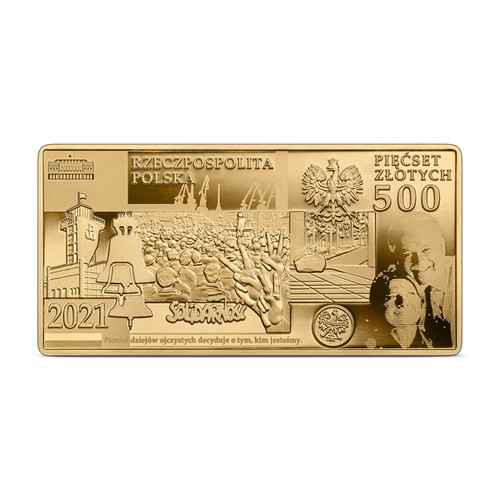 RZECZPOSPOLITA
POLSKA
PIĘĆSET
ZŁOTYCH
500
SOLIDARNOŚĆ
2021
Pamięć dziejów ojczystych decyduje o tym, kim jesteśmy.